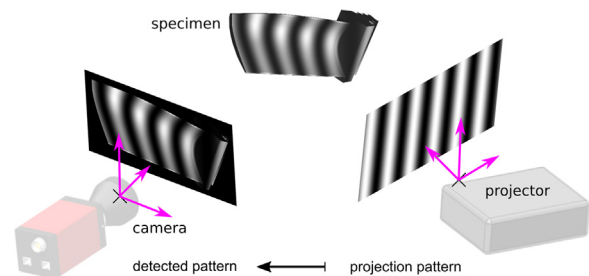 specimen
camera
projector
detected pattern
projection pattern